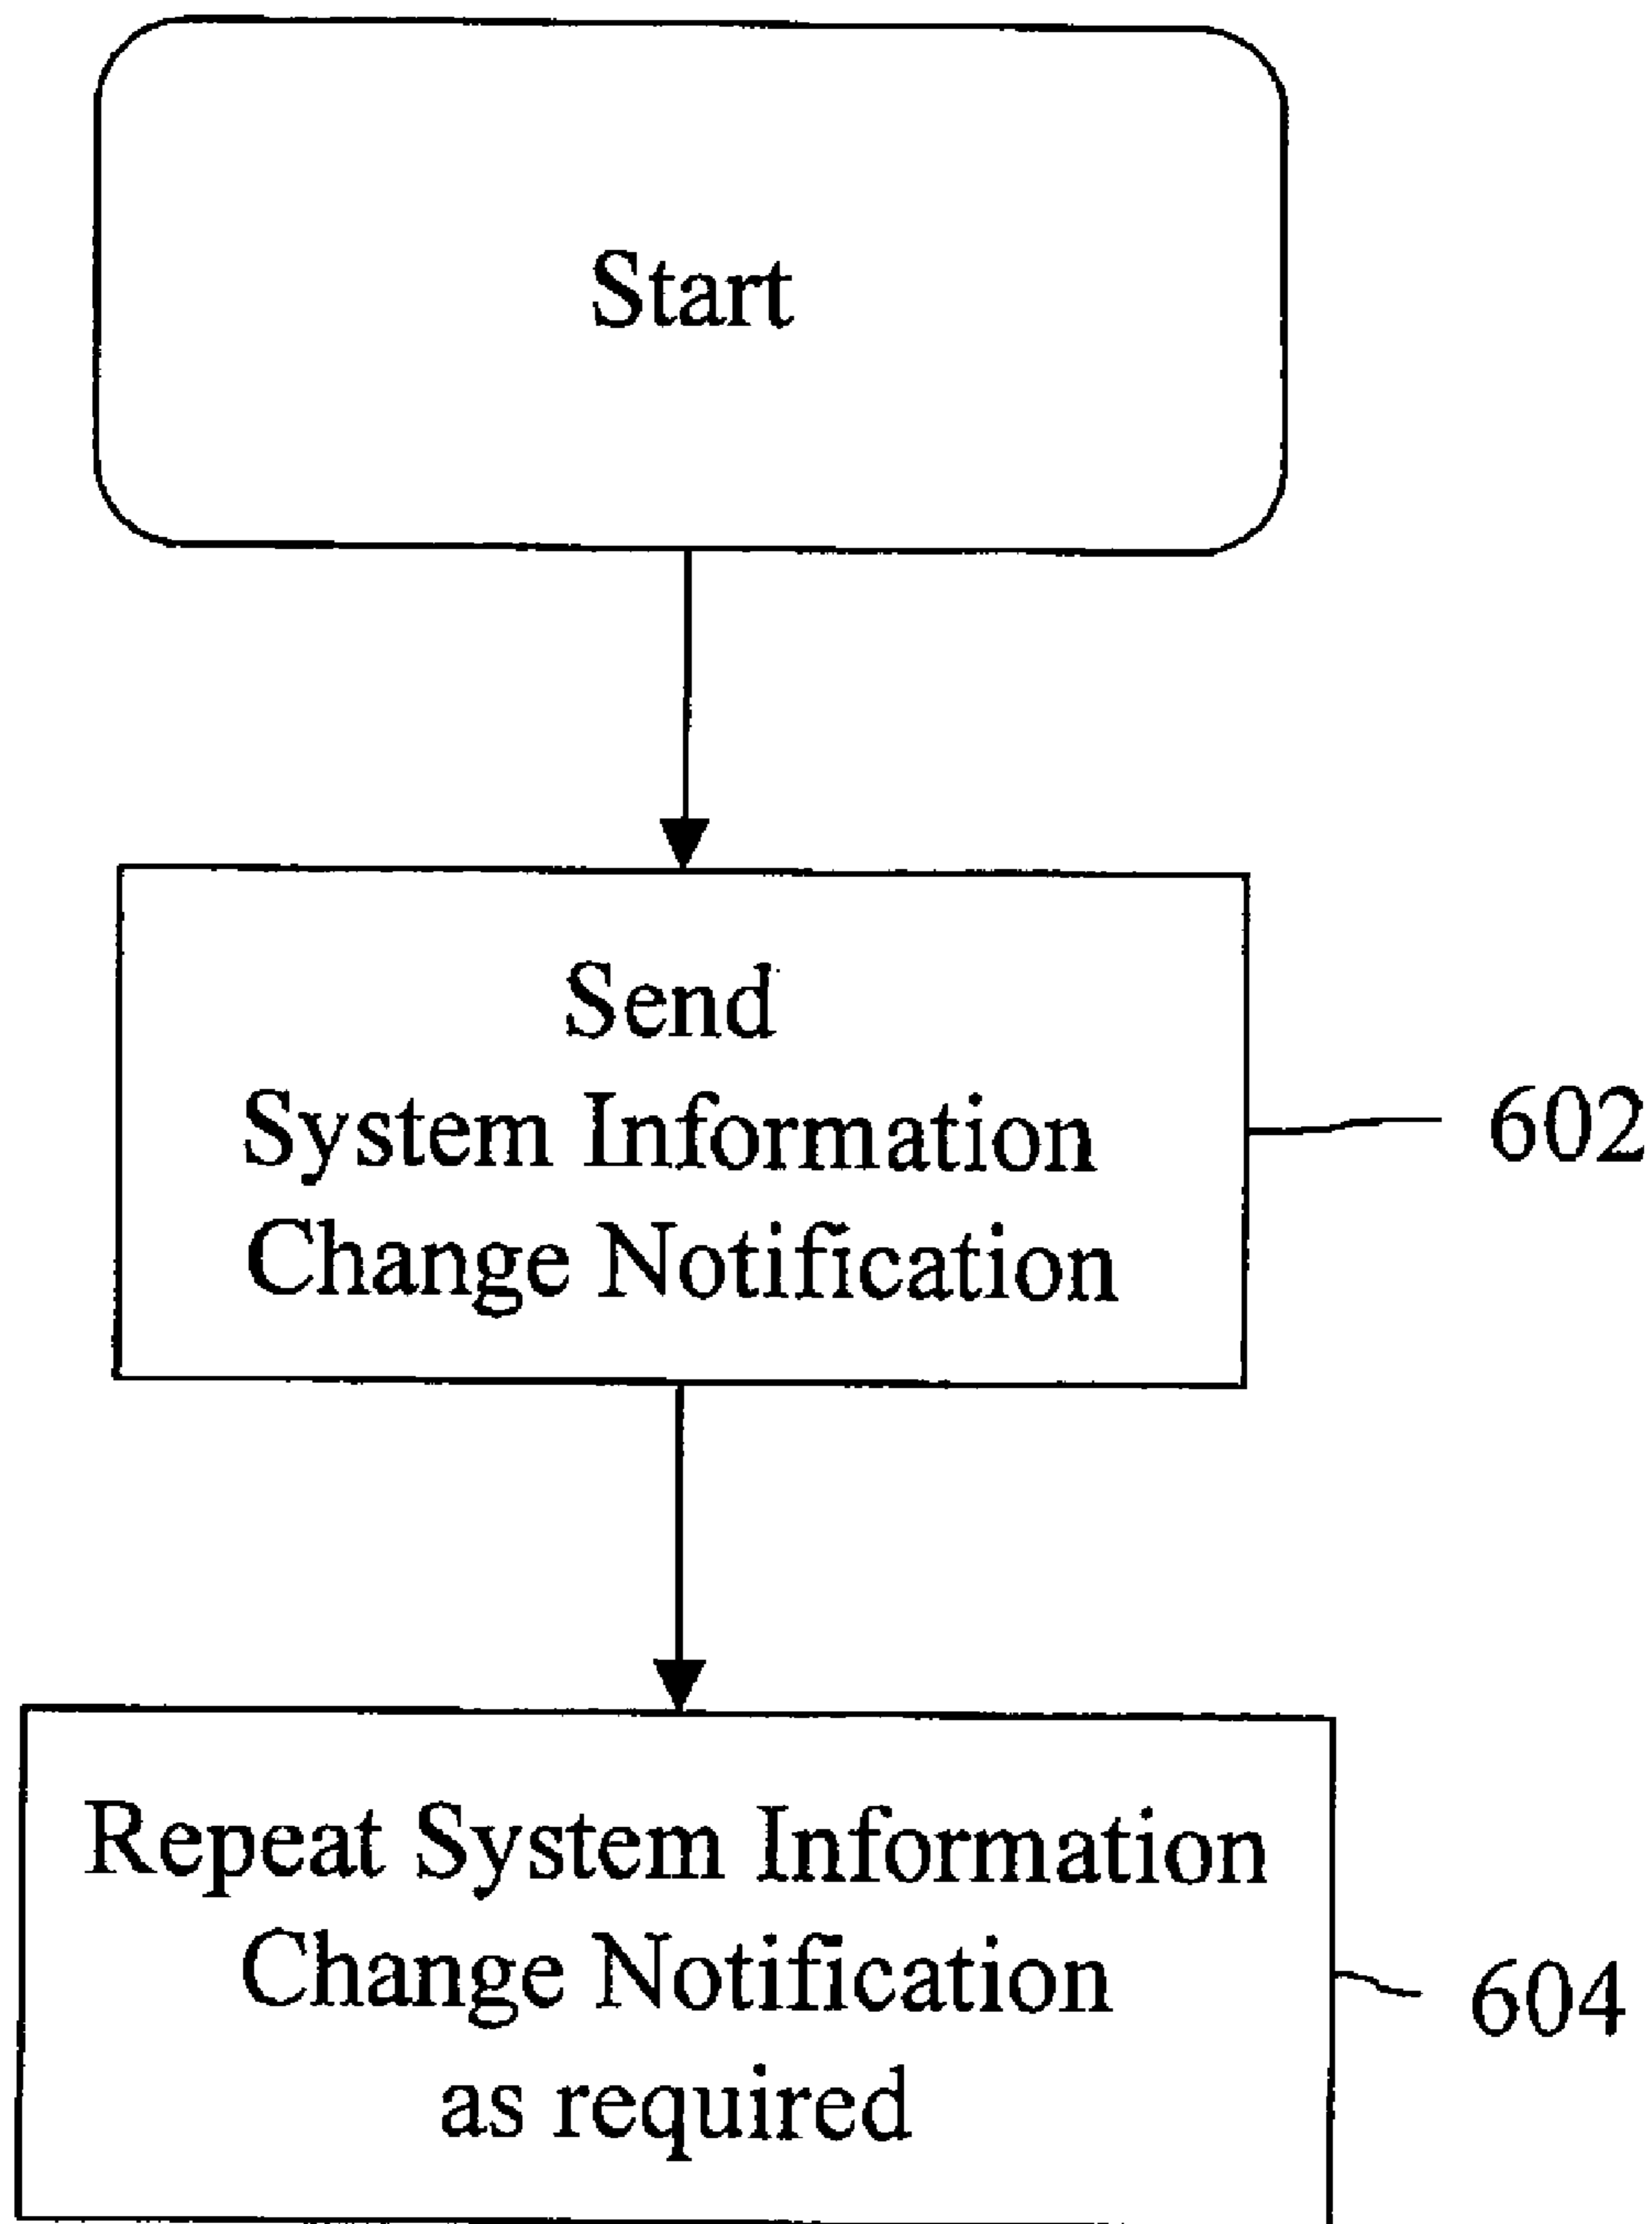 Start
Send
System Information
Change Notification
602
Repeat System Information
Change Notification
as required
604